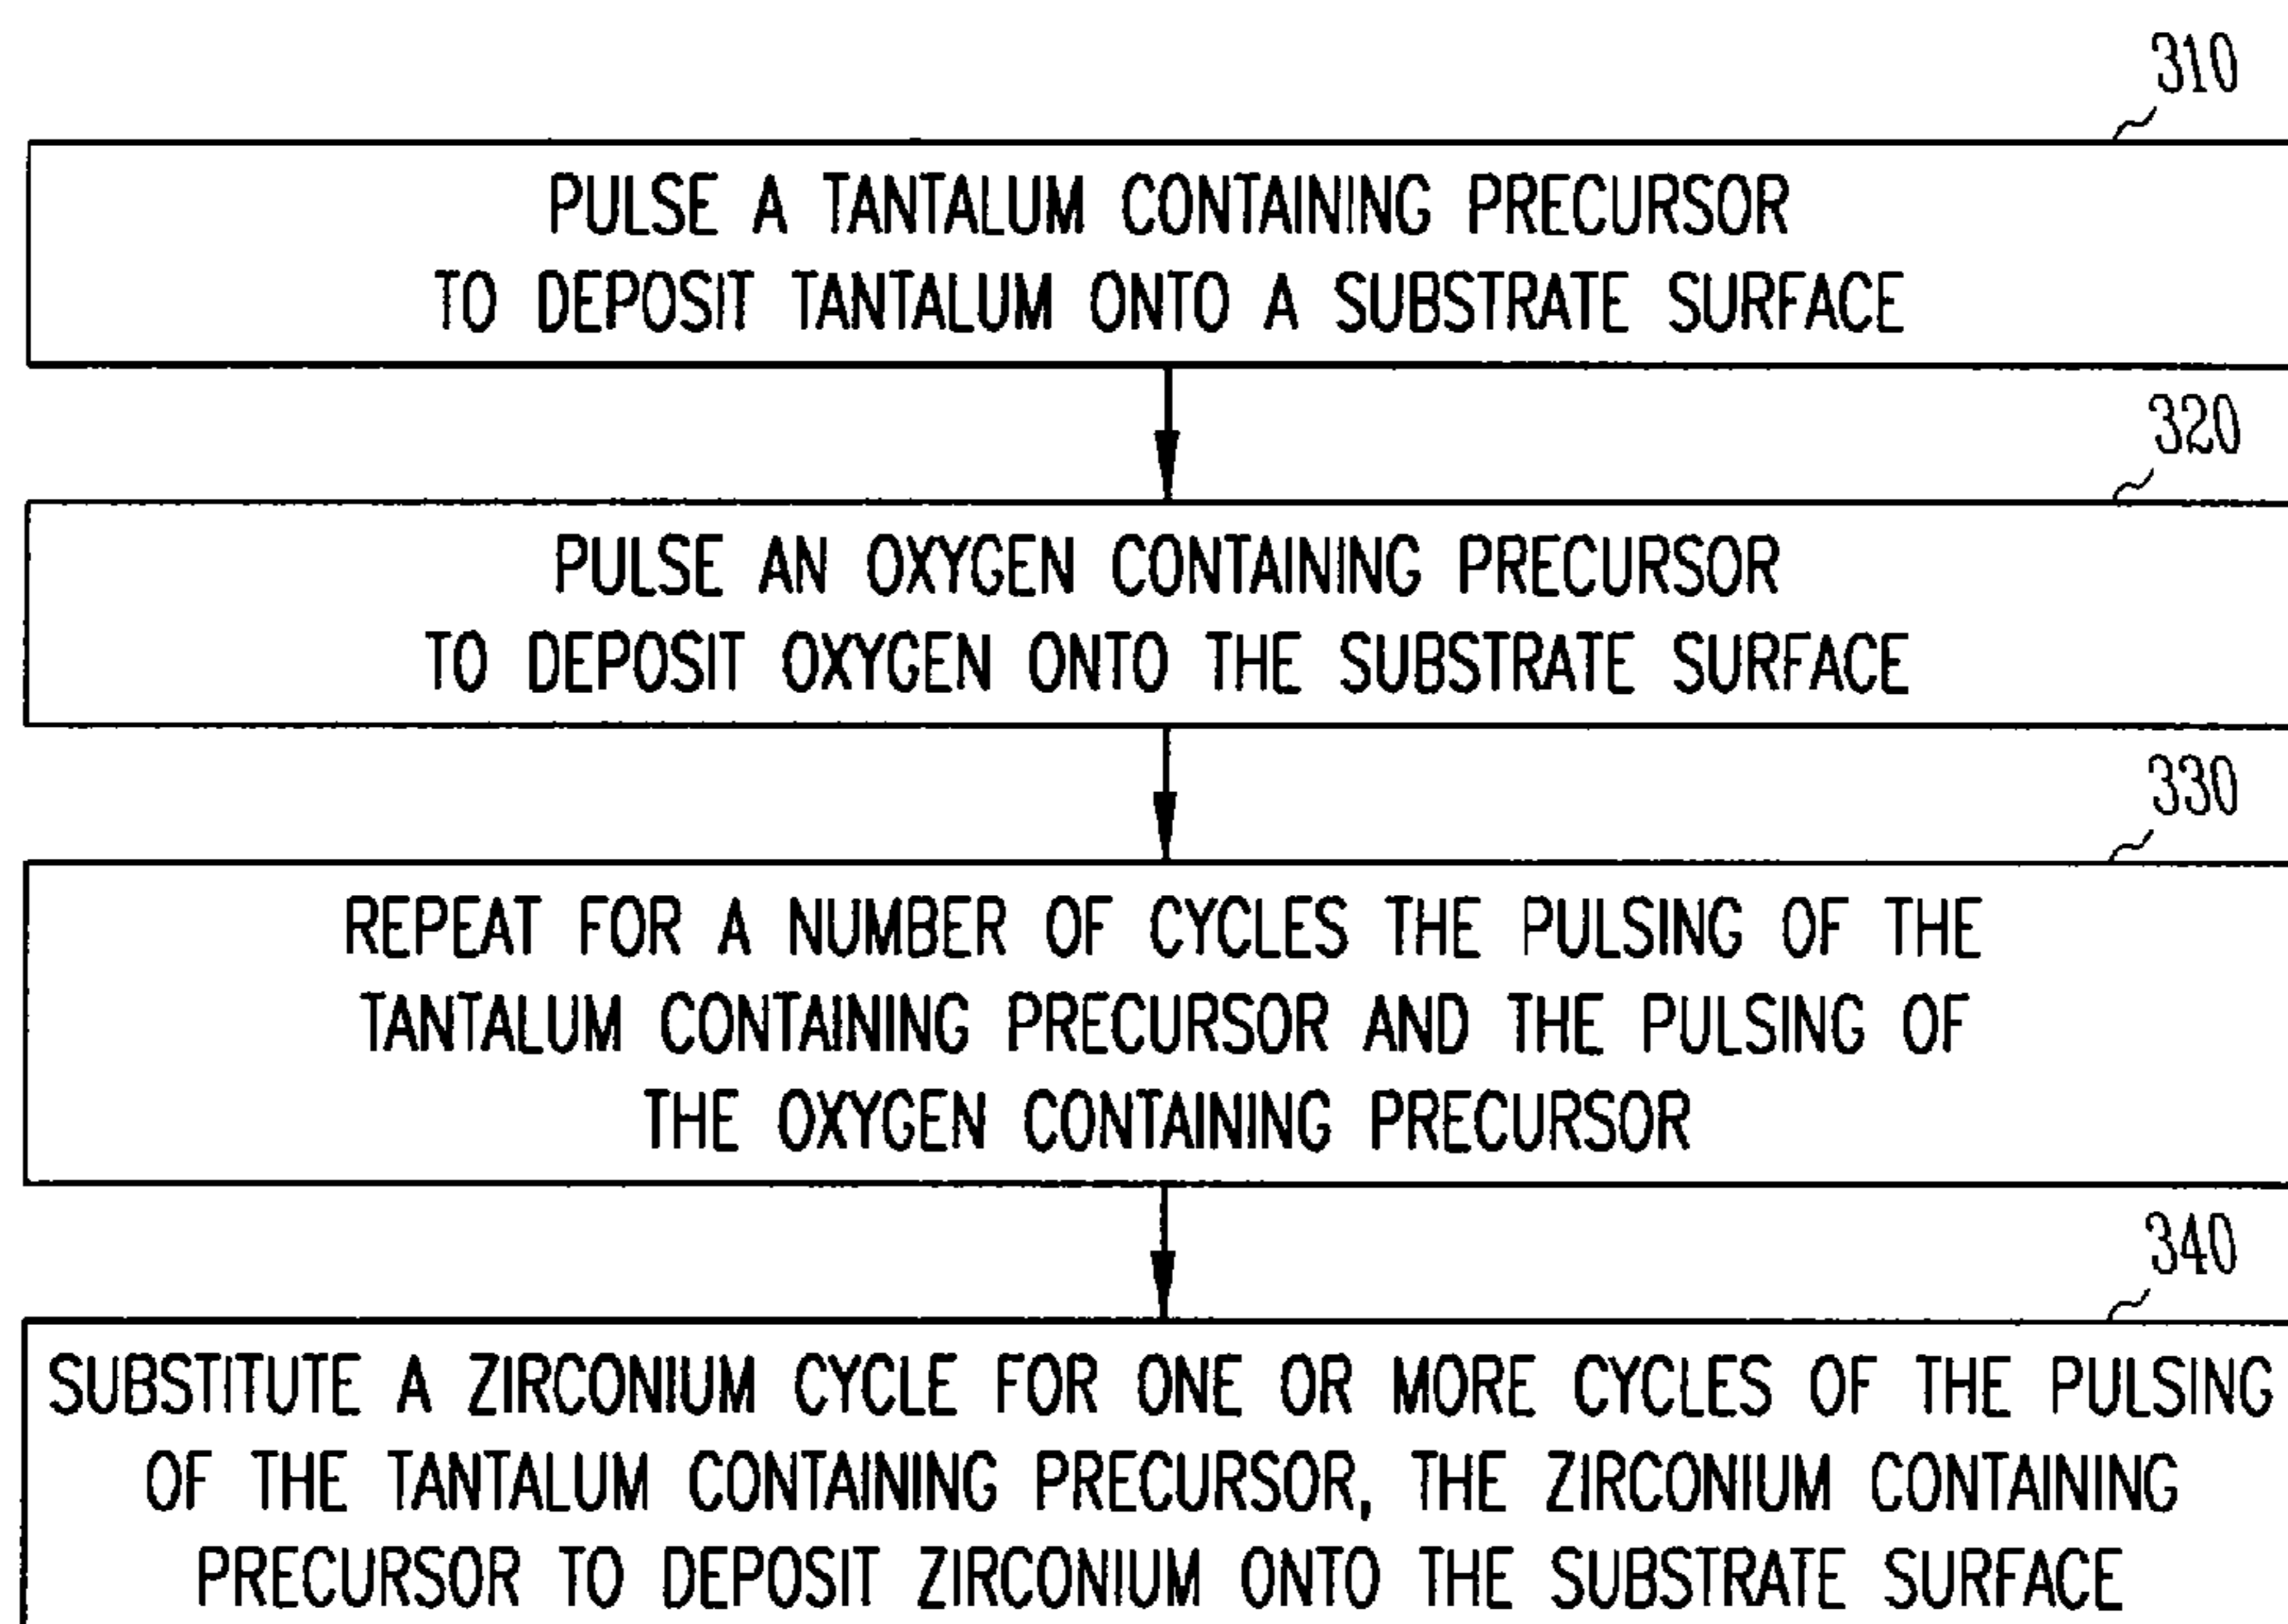 310
PULSE A TANTALUM CONTAINING PRECURSOR
TO DEPOSIT TANTALUM ONTO A SUBSTRATE SURFACE
320
PULSE AN OXYGEN CONTAINING PRECURSOR
TO DEPOSIT OXYGEN ONTO THE SUBSTRATE SURFACE
330
REPEAT FOR A NUMBER OF CYCLES THE PULSING OF THE
TANTALUM CONTAINING PRECURSOR AND THE PULSING OF
THE OXYGEN CONTAINING PRECURSOR
340
SUBSTITUTE A ZIRCONIUM CYCLE FOR ONE OR MORE CYCLES OF THE PULSING
OF THE TANTALUM CONTAINING PRECURSOR, THE ZIRCONIUM CONTAINING
PRECURSOR TO DEPOSIT ZIRCONIUM ONTO THE SUBSTRATE SURFACE